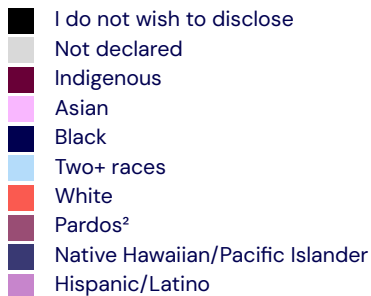 I do not wish to disclose
Not declared
Indigenous
Asian
Black
Two+ races
White
Pardos²
Native Hawaiian/Pacific Islander
Hispanic/Latino